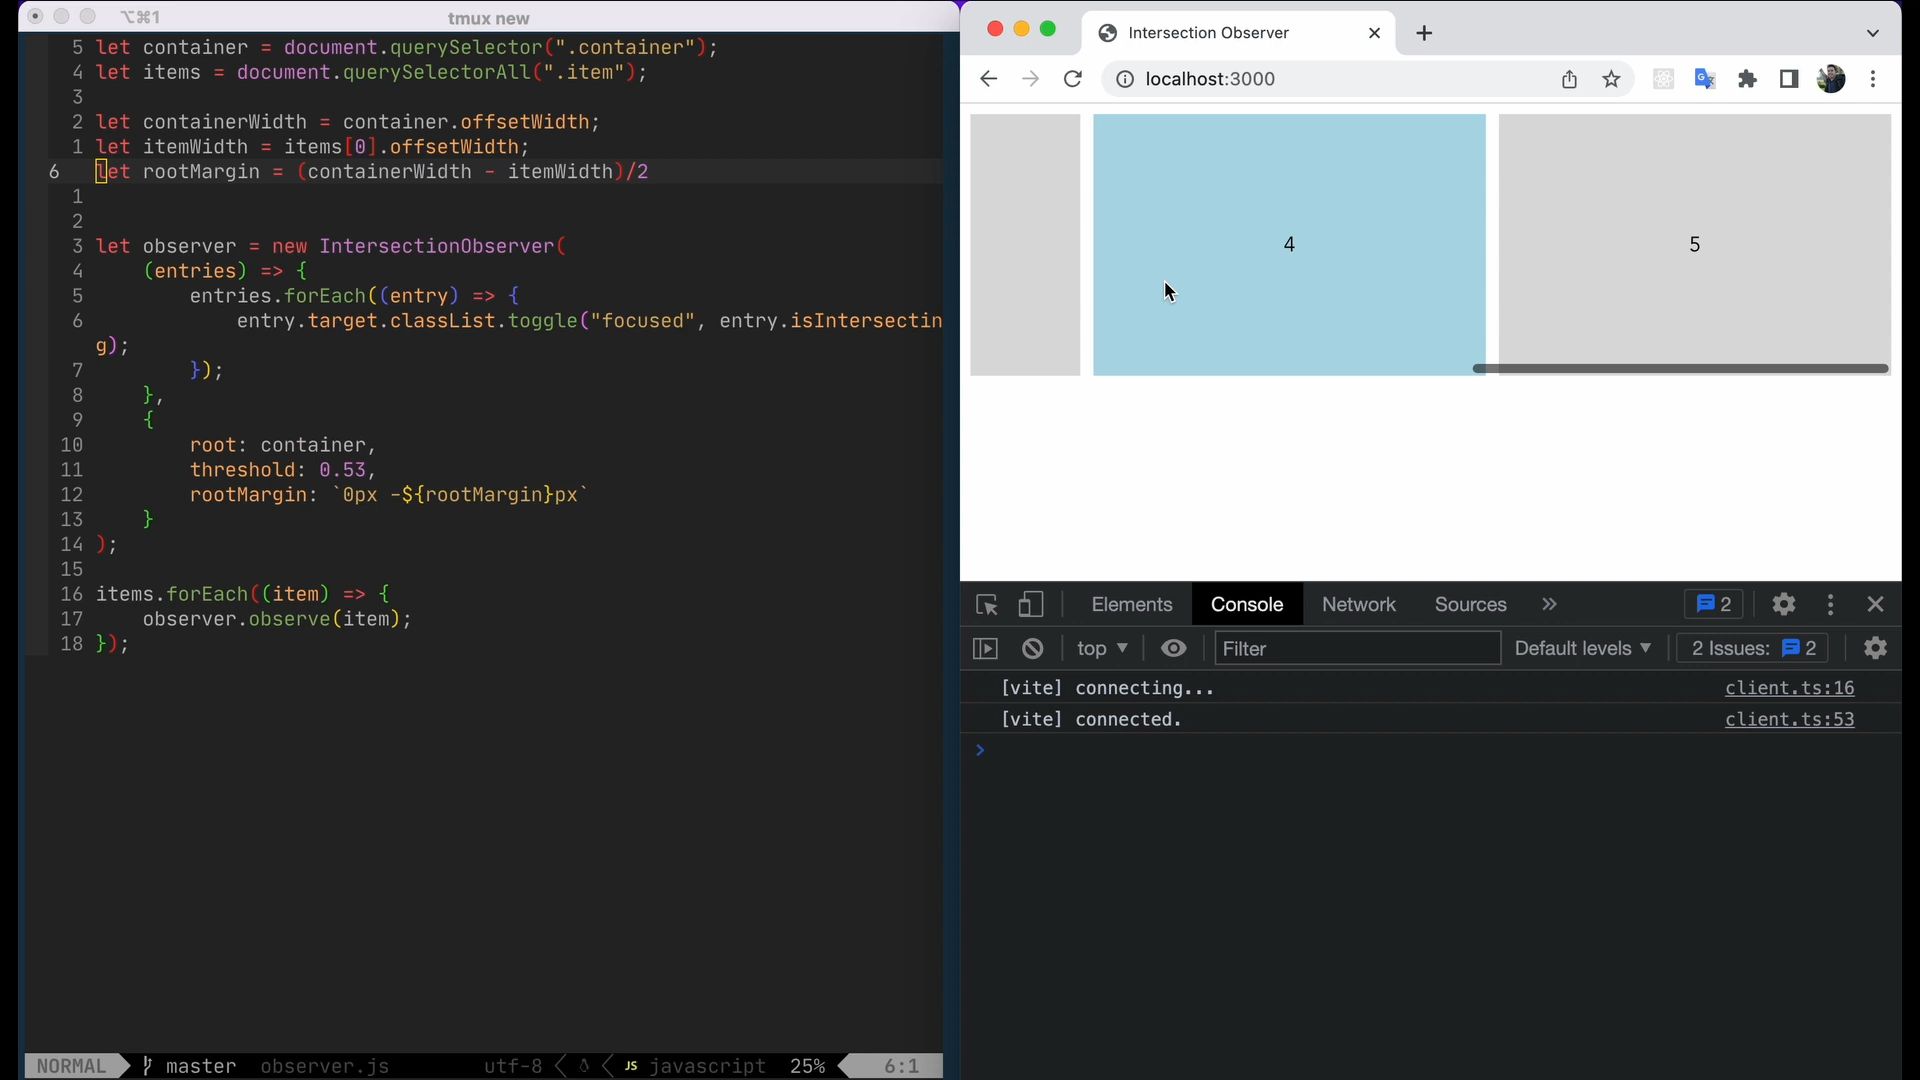 ⌥⌘1 tmux new
5 let container = document.querySelector(".container");
4 let items = document.querySelectorAll(".item");
3
2 let containerWidth = container.offsetWidth;
1 let itemWidth = items[0].offsetWidth;
6 let rootMargin = (containerWidth - itemWidth)/2
1
2
3 let observer = new IntersectionObserver(
4 (entries) => {
5 entries.forEach((entry) => {
6 entry.target.classList.toggle("focused", entry.isIntersectin
g);
7 });
8 },
9 {
10 root: container,
11 threshold: 0.53,
12 rootMargin: `0px -${rootMargin}px`
13 }
14 );
15
16 items.forEach((item) => {
17 observer.observe(item);
18 });
NORMAL master observer.js utf-8 JS javascript 25% 6:1
Intersection Observer
localhost:3000
4 5
Elements Console Network Sources 2
top Filter Default levels 2 Issues: 2
[vite] connecting... client.ts:16
[vite] connected. client.ts:53